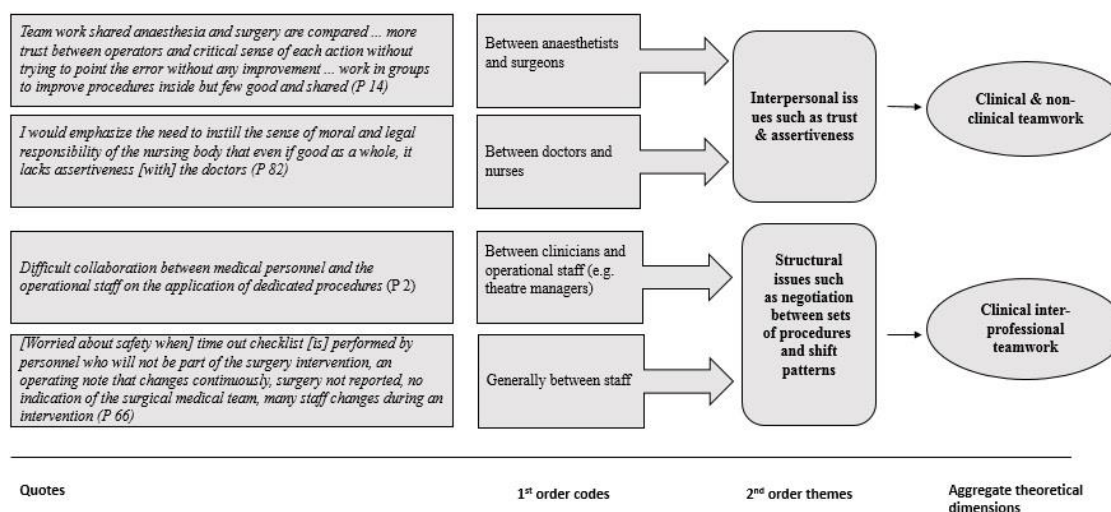 Team work shared anaesthesia and surgery are compared ... more
trust between operators and critical sense of each action without
trying to point the error without any improvement ... work in groups
to improve procedures inside but few good and shared (P 14)
Between anaesthetists
and surgeons
I would emphasize the need to instill the sense of moral and legal
responsibility of the nursing body that even if good as a whole, it
lacks assertiveness [with] the doctors (P 82)
Between doctors and
nurses
Interpersonal iss
ues such as trust
& assertiveness
Clinical & non-
clinical teamwork
Difficult collaboration between medical personnel and the
operational staff on the application of dedicated procedures (P 2)
Between clinicians and
operational staff (e.g.
theatre managers)
[Worried about safety when] time out checklist [is] performed by
personnel who will not be part of the surgery intervention, an
operating note that changes continuously, surgery not reported, no
indication of the surgical medical team, many staff changes during an
intervention (P 66)
Generally between staff
Structural
issues such
as negotiation
between sets
of procedures
and shift
patterns
Clinical inter-
professional
teamwork
Quotes
1st order codes
2nd order themes
Aggregate theoretical
dimensions